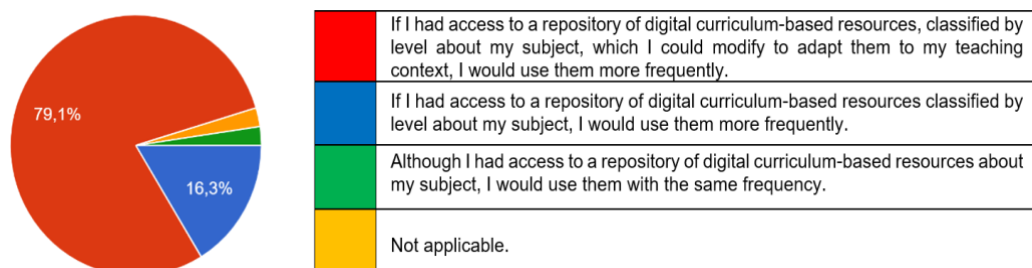 79,1%
16,3%
If I had access to a repository of digital curriculum-based resources, classified by
level about my subject, which I could modify to adapt them to my teaching
context, I would use them more frequently.
If I had access to a repository of digital curriculum-based resources classified by
level about my subject, I would use them more frequently.
Although I had access to a repository of digital curriculum-based resources about
my subject, I would use them with the same frequency.
Not applicable.